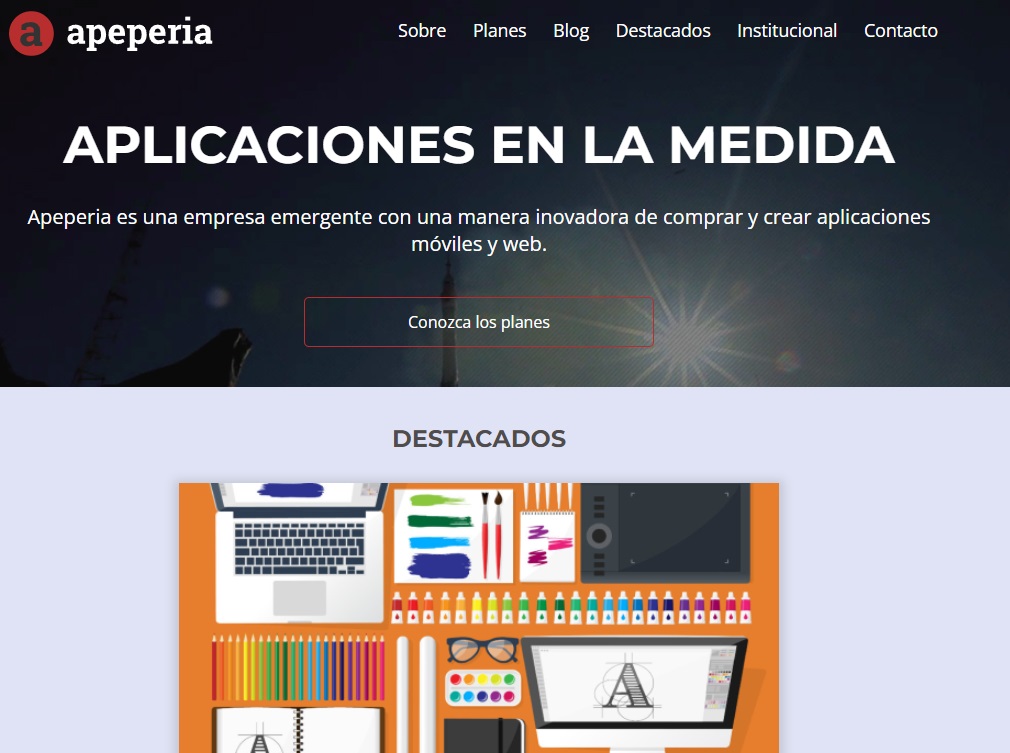 a apeperia
Sobre Planes Blog Destacados Institucional Contacto
APLICACIONES EN LA MEDIDA
Apeperia es una empresa emergente con una manera inovadora de comprar y crear aplicaciones
móviles y web.
Conozca los planes
DESTACADOS
A
A